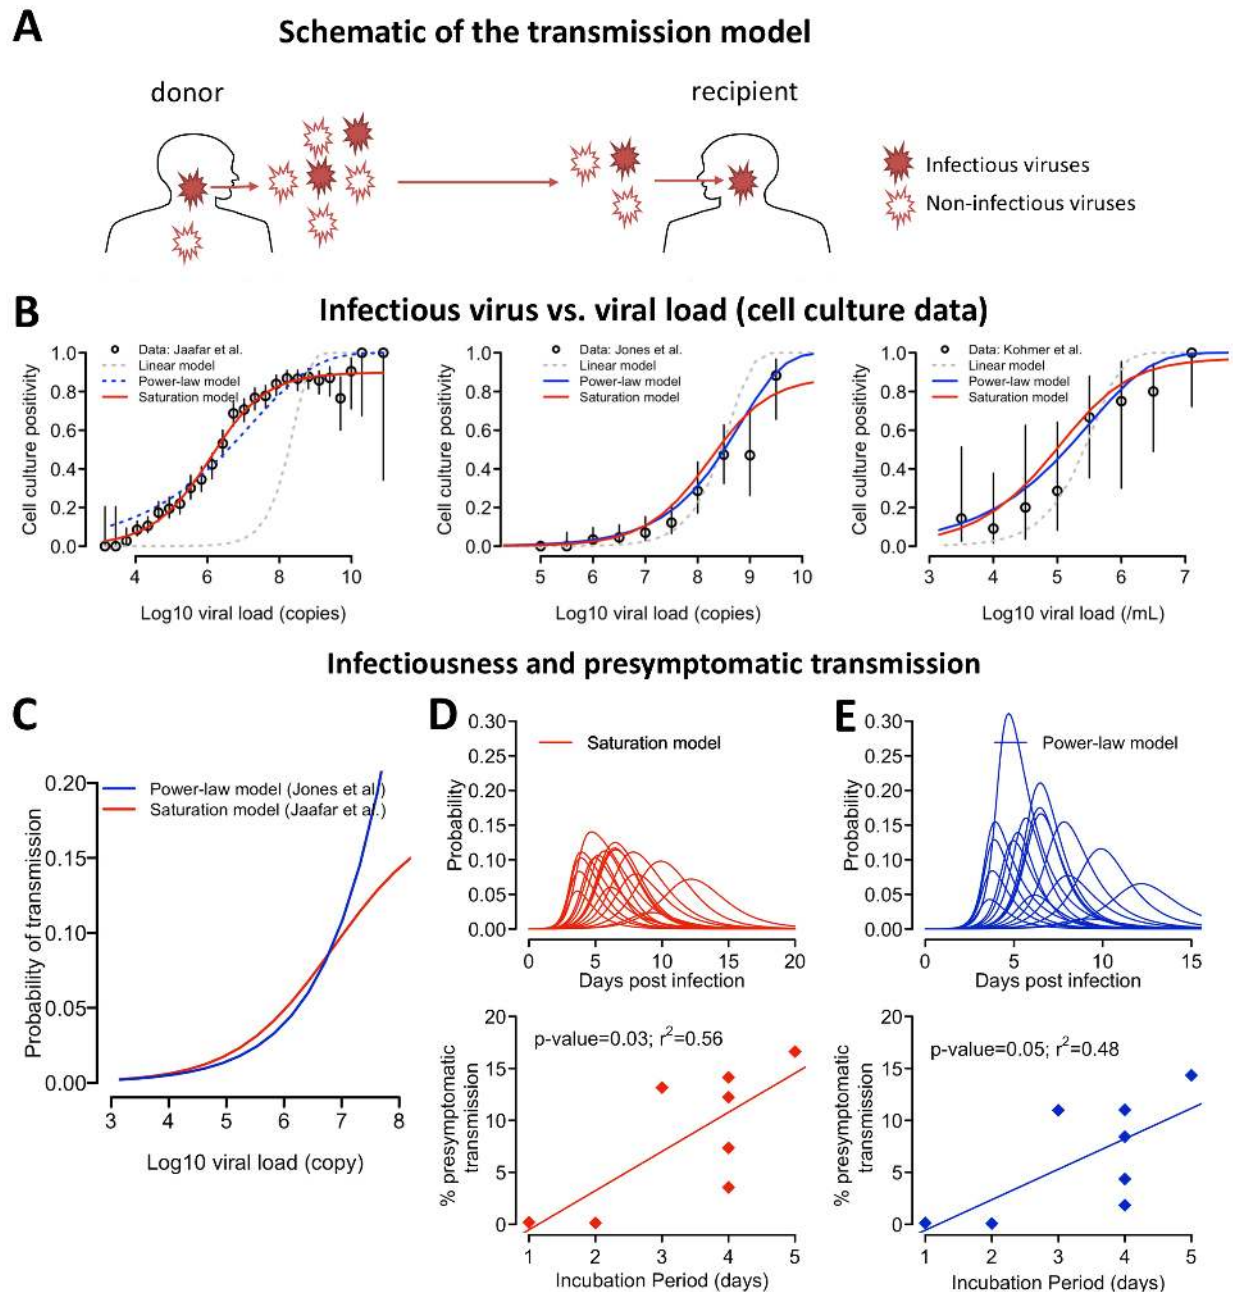 A
Schematic of the transmission model
donor
recipient
Infectious viruses
Non-infectious viruses
B
Infectious virus vs. viral load (cell culture data)
Data: Jaafar et al.
Linear model
Power-law model
Saturation model
Cell culture positivity
1.0
0.8
0.6
0.4
0.2
0.0
4 6 8 10
Log10 viral load (copies)
Data: Jones et al.
Linear model
Power-law model
Saturation model
Cell culture positivity
1.0
0.8
0.6
0.4
0.2
0.0
5 6 7 8 9 10
Log10 viral load (copies)
Data: Kohmer et al.
Linear model
Power-law model
Saturation model
Cell culture positivity
1.0
0.8
0.6
0.4
0.2
0.0
3 4 5 6 7
Log10 viral load (/mL)
Infectiousness and presymptomatic transmission
C
Power-law model (Jones et al.)
Saturation model (Jaafar et al.)
Probability of transmission
0.20
0.15
0.10
0.05
0.00
3 4 5 6 7 8
Log10 viral load (copy)
D
Saturation model
Probability
0.30
0.25
0.20
0.15
0.10
0.05
0.00
0 5 10 15 20
Days post infection
p-value=0.03; r²=0.56
% presymptomatic
transmission
20
15
10
5
0
1 2 3 4 5
Incubation Period (days)
E
Power-law model
Probability
0.30
0.25
0.20
0.15
0.10
0.05
0.00
0 5 10 15
Days post infection
p-value=0.05; r²=0.48
% presymptomatic
transmission
20
15
10
5
0
1 2 3 4 5
Incubation Period (days)